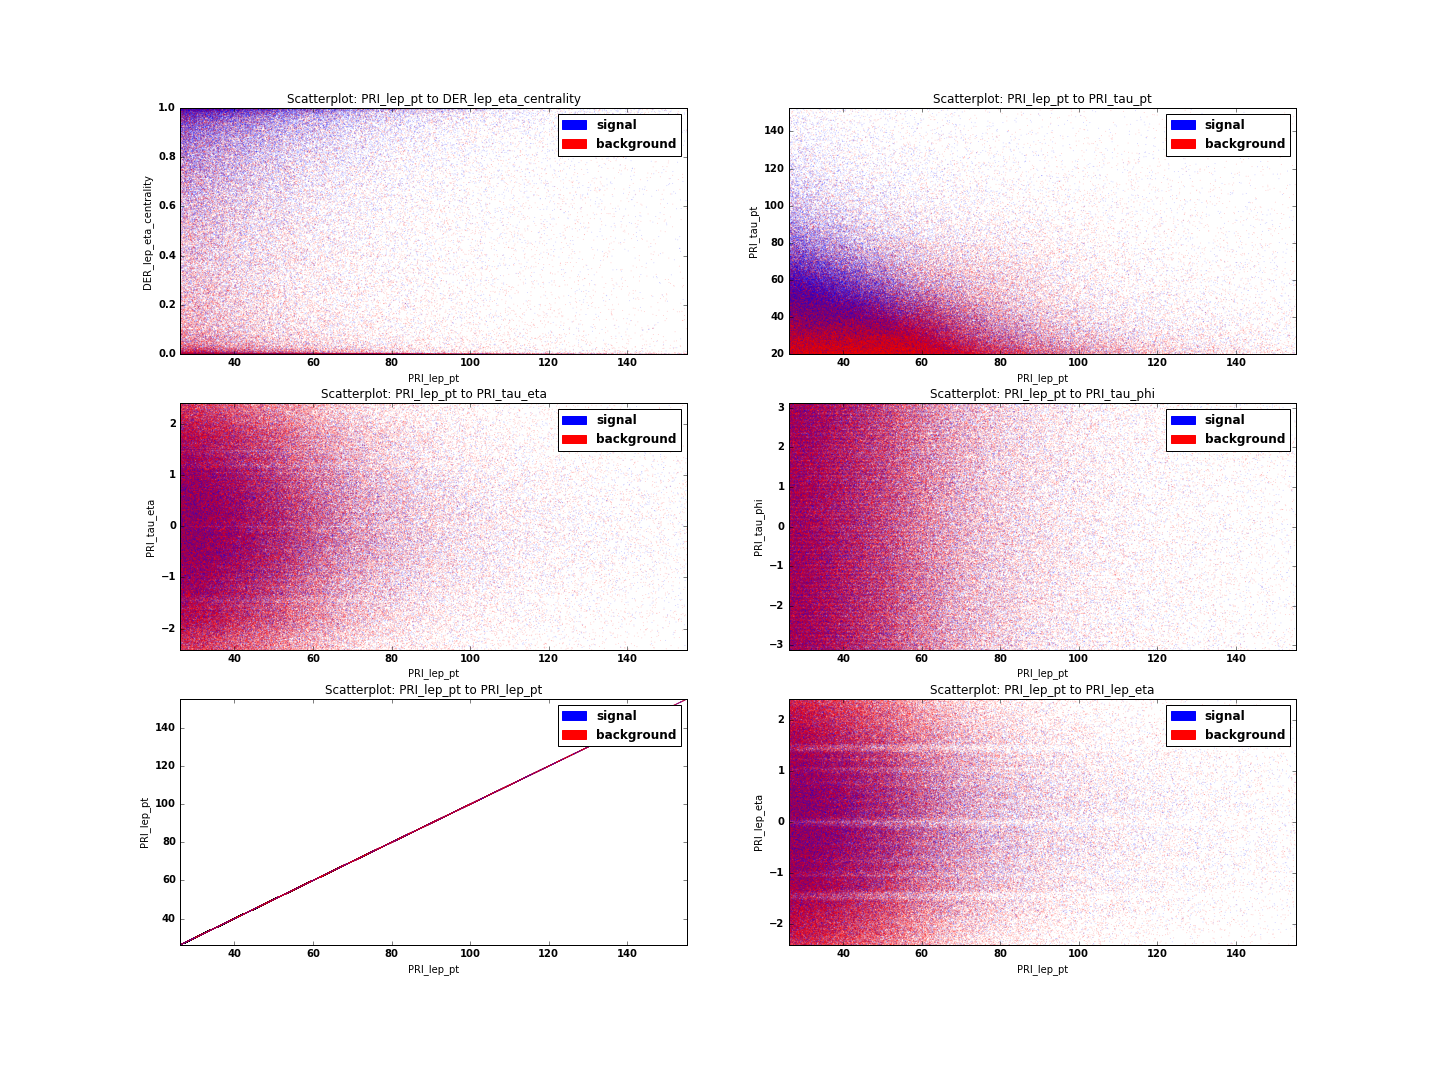 Scatterplot: PRI_lep_pt to DER_lep_eta_centrality
1.0
0.8
0.6
0.4
0.2
0.0
DER_lep_eta_centrality
signal
background
40 60 80 100 120 140
PRI_lep_pt
Scatterplot: PRI_lep_pt to PRI_tau_pt
140
120
100
80
60
40
20
PRI_tau_pt
signal
background
40 60 80 100 120 140
PRI_lep_pt
Scatterplot: PRI_lep_pt to PRI_tau_eta
2
1
0
−1
−2
PRI_tau_eta
signal
background
40 60 80 100 120 140
PRI_lep_pt
Scatterplot: PRI_lep_pt to PRI_tau_phi
3
2
1
0
−1
−2
−3
PRI_tau_phi
signal
background
40 60 80 100 120 140
PRI_lep_pt
Scatterplot: PRI_lep_pt to PRI_lep_pt
140
120
100
80
60
40
PRI_lep_pt
signal
background
40 60 80 100 120 140
PRI_lep_pt
Scatterplot: PRI_lep_pt to PRI_lep_eta
2
1
0
−1
−2
PRI_lep_eta
signal
background
40 60 80 100 120 140
PRI_lep_pt